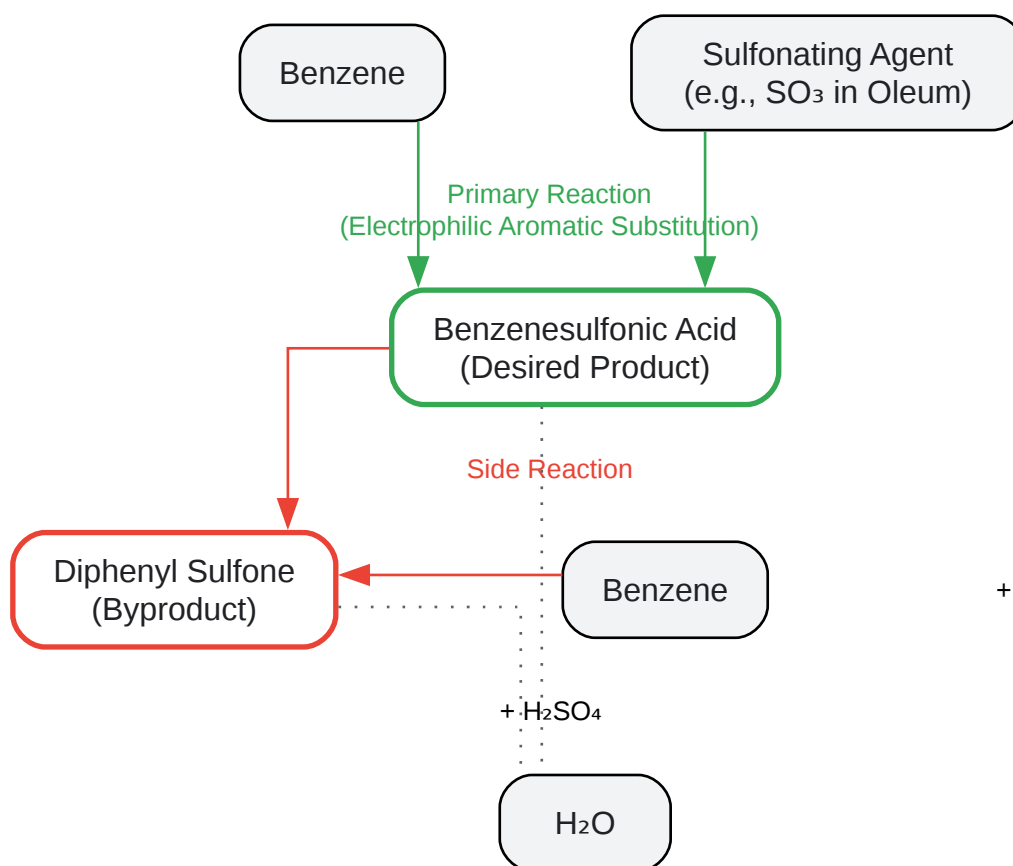 Benzene
Sulfonating Agent
(e.g., SO₃ in Oleum)
Primary Reaction
(Electrophilic Aromatic Substitution)
Benzenesulfonic Acid
(Desired Product)
Side Reaction
Diphenyl Sulfone
(Byproduct)
Benzene
+
+ H₂SO₄
H₂O